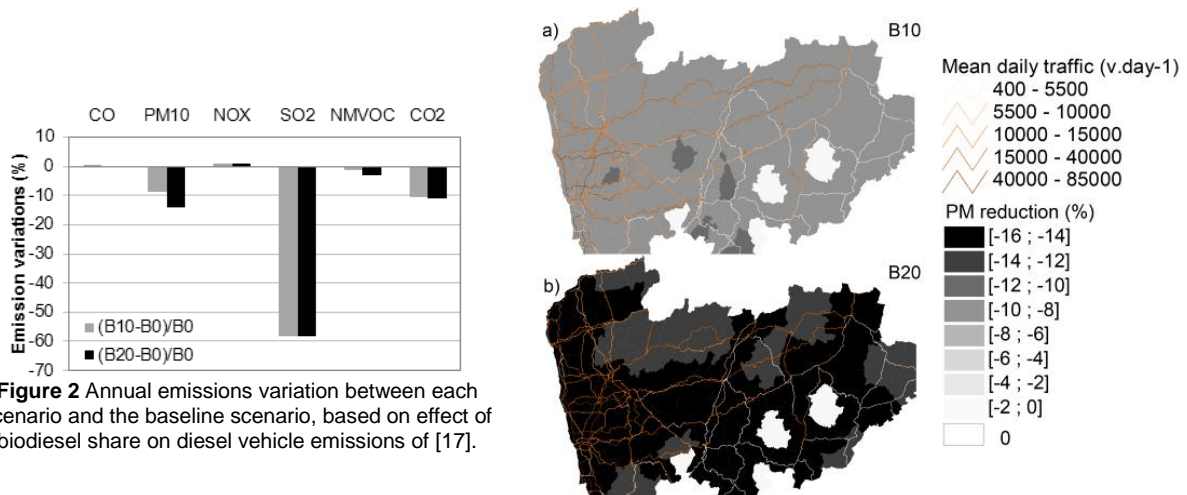 CO PM10 NOX SO2 NMVOC CO2
Emission variations (%)
10
0
-10
-20
-30
-40
-50
-60
-70
(B10-B0)/B0
(B20-B0)/B0
Figure 2 Annual emissions variation between each
cenario and the baseline scenario, based on effect of
biodiesel share on diesel vehicle emissions of [17].
a) B10
b) B20
Mean daily traffic (v.day-1)
400 - 5500
5500 - 10000
10000 - 15000
15000 - 40000
40000 - 85000
PM reduction (%)
[-16 ; -14]
[-14 ; -12]
[-12 ; -10]
[-10 ; -8]
[-8 ; -6]
[-6 ; -4]
[-4 ; -2]
[-2 ; 0]
0